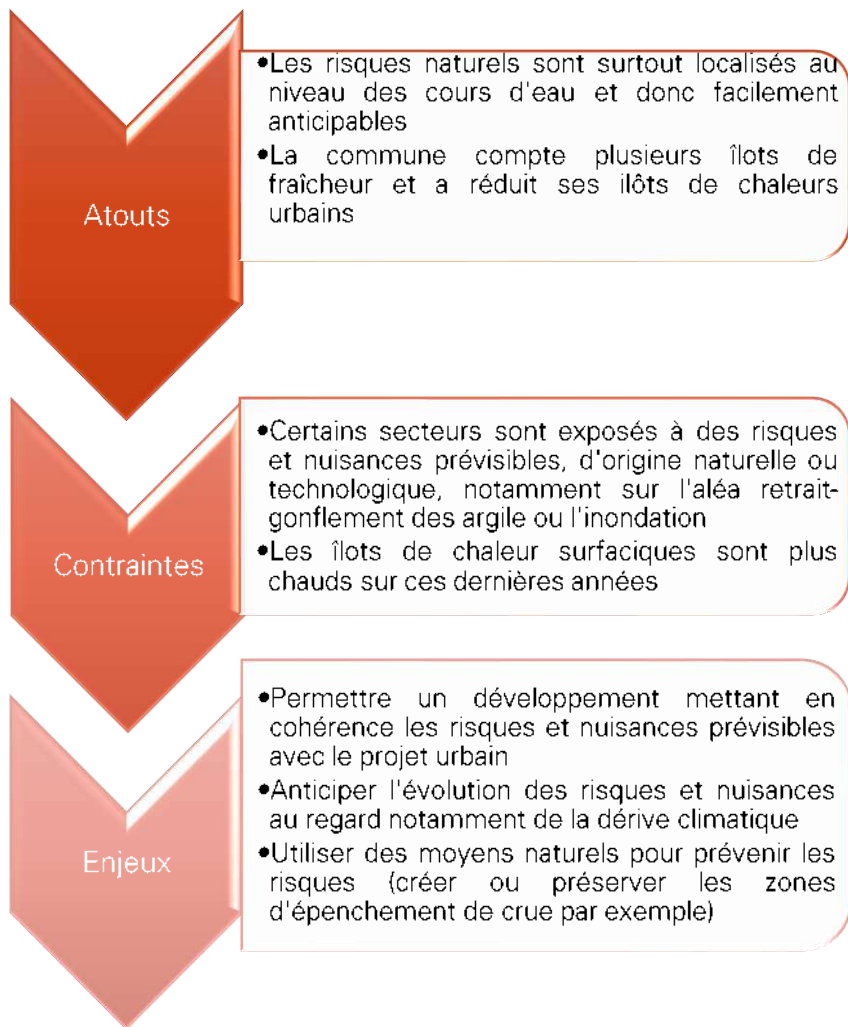 Atouts
•Les risques naturels sont surtout localisés au
niveau des cours d'eau et donc facilement
anticipables
•La commune compte plusieurs îlots de
fraîcheur et a réduit ses ilôts de chaleurs
urbains
Contraintes
•Certains secteurs sont exposés à des risques
et nuisances prévisibles, d'origine naturelle ou
technologique, notamment sur l'aléa retrait-
gonflement des argile ou l'inondation
•Les îlots de chaleur surfaciques sont plus
chauds sur ces dernières années
Enjeux
•Permettre un développement mettant en
cohérence les risques et nuisances prévisibles
avec le projet urbain
•Anticiper l'évolution des risques et nuisances
au regard notamment de la dérive climatique
•Utiliser des moyens naturels pour prévenir les
risques (créer ou préserver les zones
d'épenchement de crue par exemple)